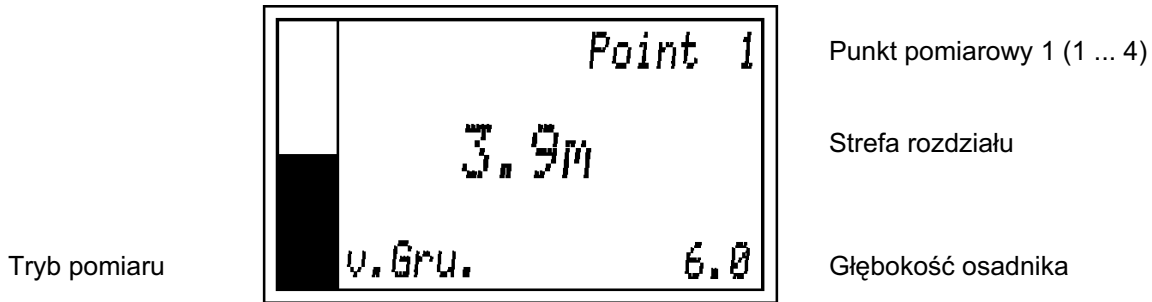 Point 1
Punkt pomiarowy 1 (1 ... 4)
3.9m
Strefa rozdziału
Tryb pomiaru
v.Gru.
6.0
Głębokość osadnika